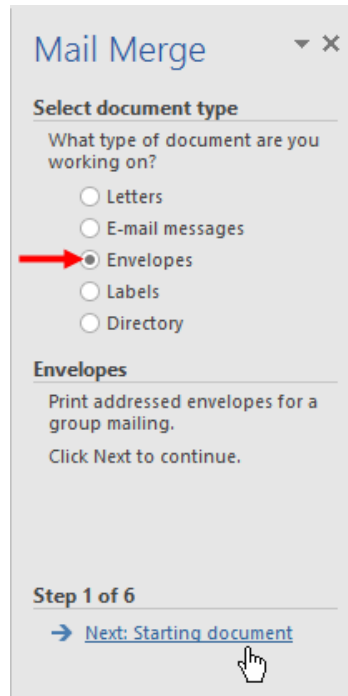 Mail Merge
Select document type
What type of document are you
working on?
Letters
E-mail messages
Envelopes
Labels
Directory
Envelopes
Print addressed envelopes for a
group mailing.
Click Next to continue.
Step 1 of 6
Next: Starting document